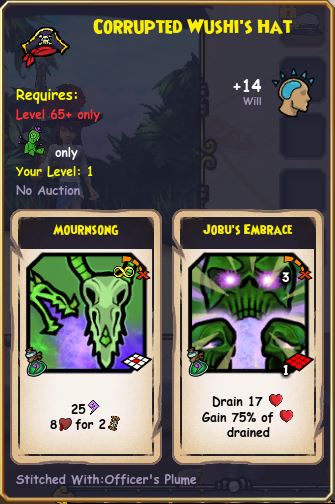 CORRUPTED WUSHI'S HAT
+14
Will
Requires:
Level 65+ only
only
Your Level: 1
No Auction
MOURNSONG
25
8 for 2
JOBU'S EMBRACE
3
1
Drain 17
Gain 75% of
drained
Stitched With:Officer's Plume